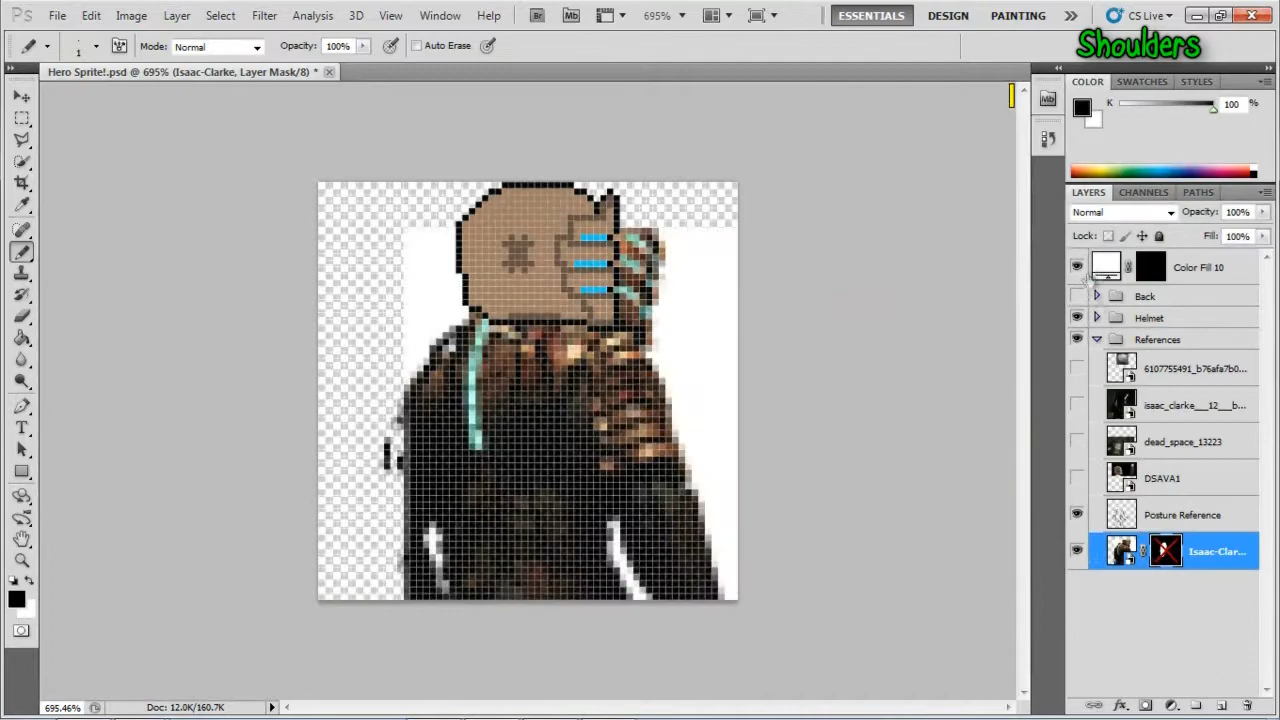 Ps File Edit Image Layer Select Filter Analysis 3D View Window Help Br Mb 695% ESSENTIALS DESIGN PAINTING CS Live
1 Mode: Normal Opacity: 100% Auto Erase
Shoulders
Hero Sprite!.psd @ 695% (Isaac-Clarke, Layer Mask/8) *
COLOR SWATCHES STYLES
Mb
K 100 %
LAYERS CHANNELS PATHS
Normal Opacity: 100%
Lock: Fill: 100%
Color Fill 10
Back
Helmet
References
6107755491_b76afa7b0...
isaac_clarke___12___b...
dead_space_13223
DSAVA1
Posture Reference
Isaac-Clar...
695.46% Doc: 12.0K/160.7K